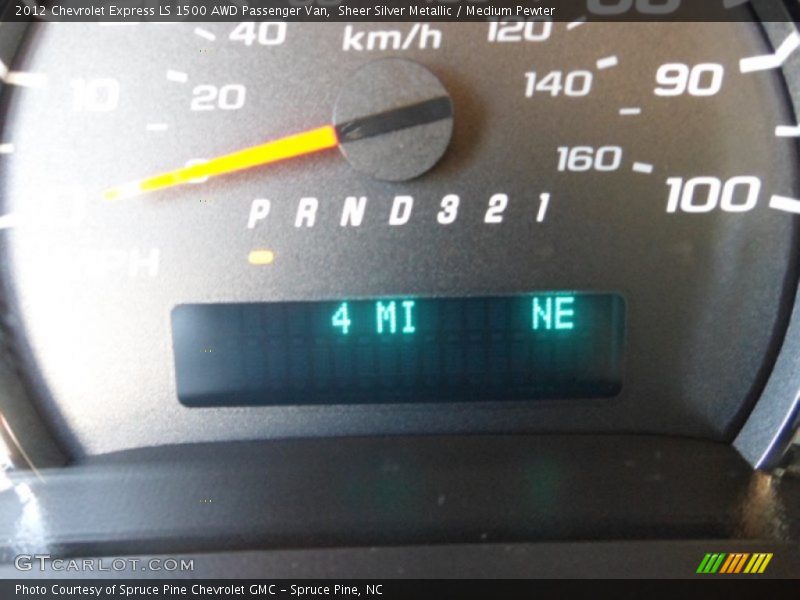 2012 Chevrolet Express LS 1500 AWD Passenger Van,  Sheer Silver Metallic / Medium Pewter
40 km/h 120
10 20 140 90
0 160 100
P R N D 3 2 1
MPH
4 MI NE
GTCARLOT.COM
Photo Courtesy of Spruce Pine Chevrolet GMC – Spruce Pine, NC